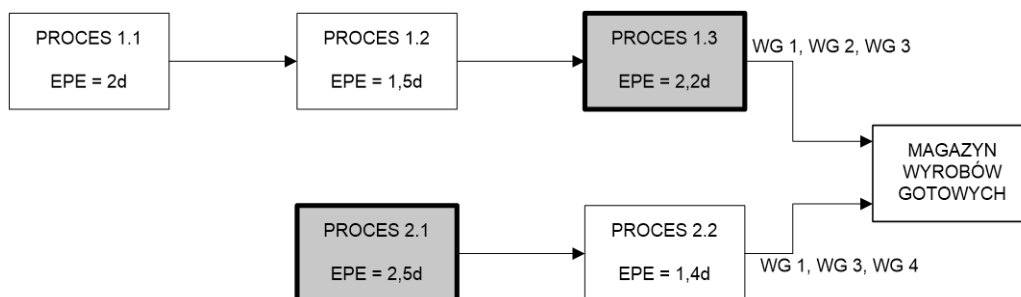 PROCES 1.1
EPE = 2d
PROCES 1.2
EPE = 1,5d
PROCES 1.3
EPE = 2,2d
WG 1, WG 2, WG 3
MAGAZYN
WYROBÓW
GOTOWYCH
PROCES 2.1
EPE = 2,5d
PROCES 2.2
EPE = 1,4d
WG 1, WG 3, WG 4